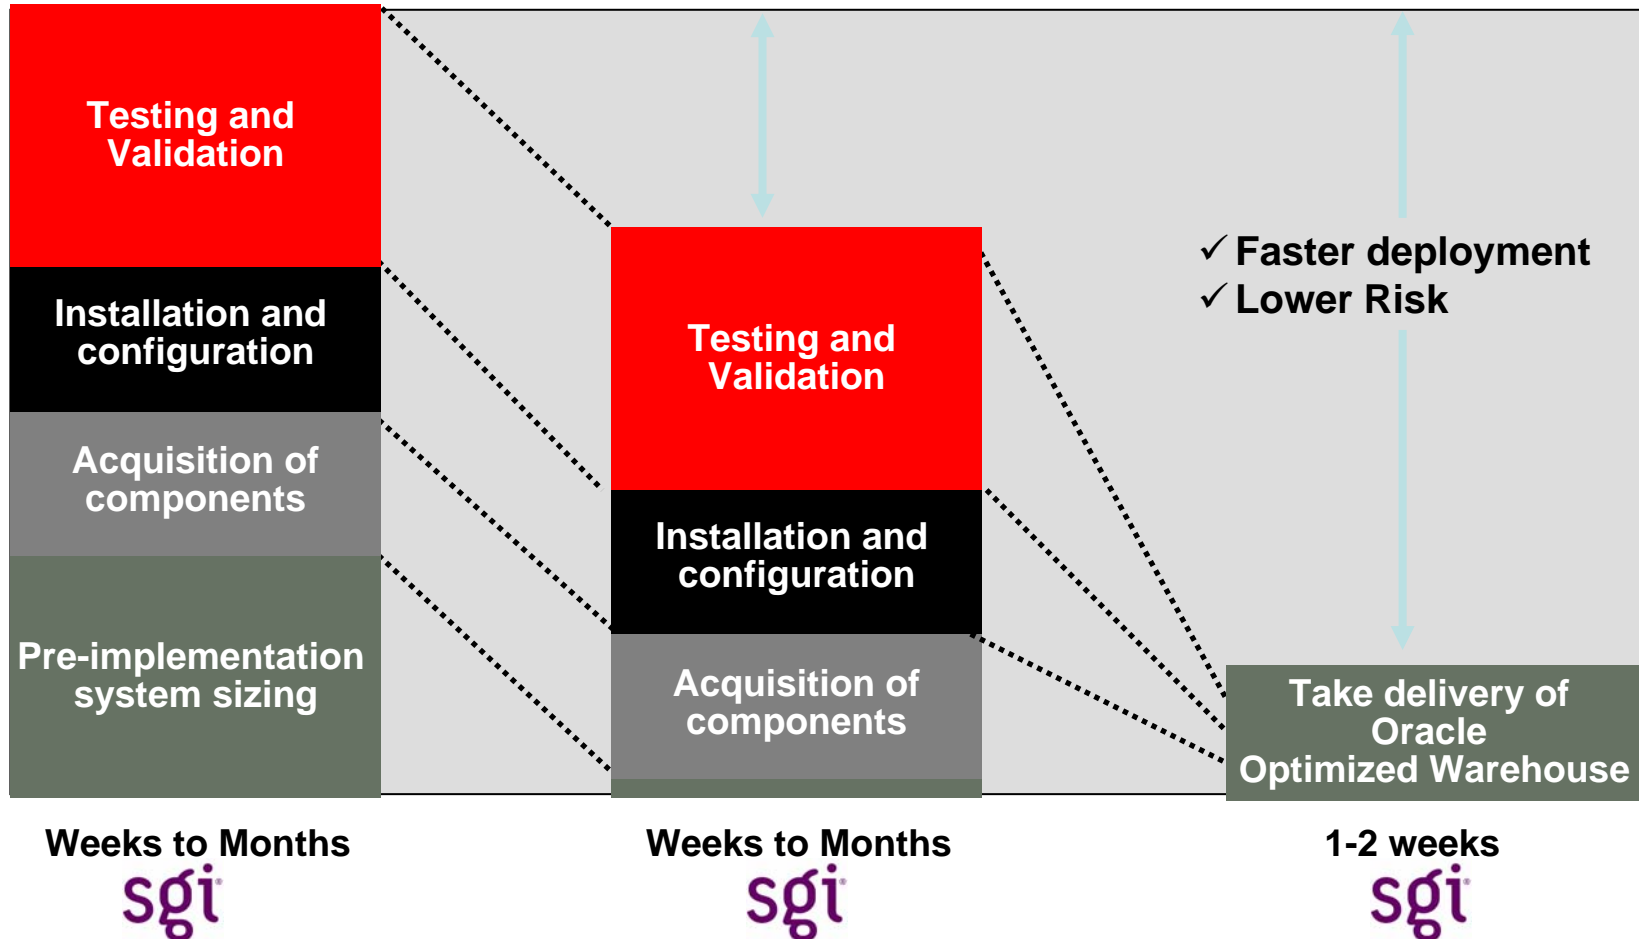 Testing and
Validation
Installation and
configuration
Acquisition of
components
Pre-implementation
system sizing
Weeks to Months
sgi
Testing and
Validation
Installation and
configuration
Acquisition of
components
Weeks to Months
sgi
✓ Faster deployment
✓ Lower Risk
Take delivery of
Oracle
Optimized Warehouse
1-2 weeks
sgi